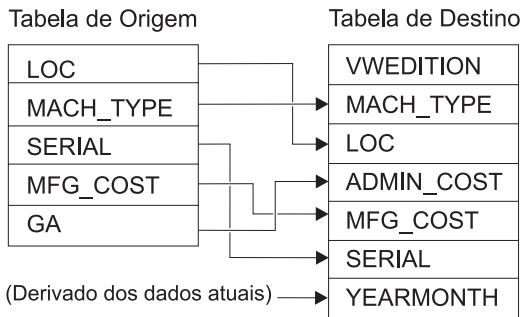 Tabela de Origem
LOC
MACH_TYPE
SERIAL
MFG_COST
GA
(Derivado dos dados atuais)
Tabela de Destino
VWEDITION
MACH_TYPE
LOC
ADMIN_COST
MFG_COST
SERIAL
YEARMONTH